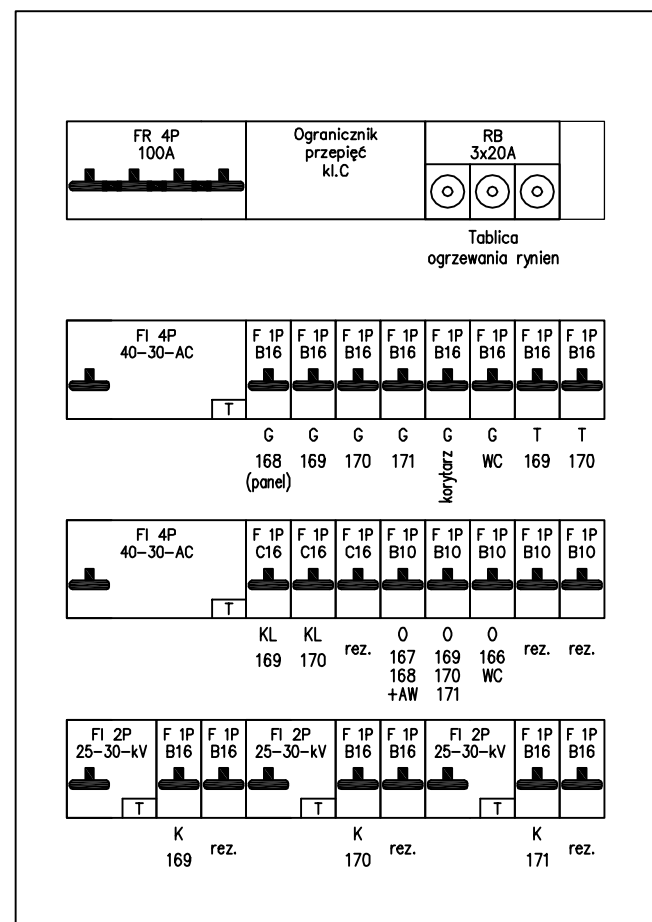 FR 4P
100A
Ogranicznik
przepięć
kl.C
RB
3x20A
Tablica
ogrzewania rynien
FI 4P
40-30-AC
T
F 1P
B16
F 1P
B16
F 1P
B16
F 1P
B16
F 1P
B16
F 1P
B16
F 1P
B16
F 1P
B16
G
168
(panel)
G
169
G
170
G
171
G
korytarz
G
WC
T
169
T
170
FI 4P
40-30-AC
T
F 1P
C16
F 1P
C16
F 1P
C16
F 1P
B10
F 1P
B10
F 1P
B10
F 1P
B10
F 1P
B10
KL
169
KL
170
rez.
O
167
168
+AW
O
169
170
171
O
166
WC
rez.
rez.
FI 2P
25-30-kV
T
F 1P
B16
F 1P
B16
FI 2P
25-30-kV
T
F 1P
B16
F 1P
B16
FI 2P
25-30-kV
T
F 1P
B16
F 1P
B16
K
169
rez.
K
170
rez.
K
171
rez.